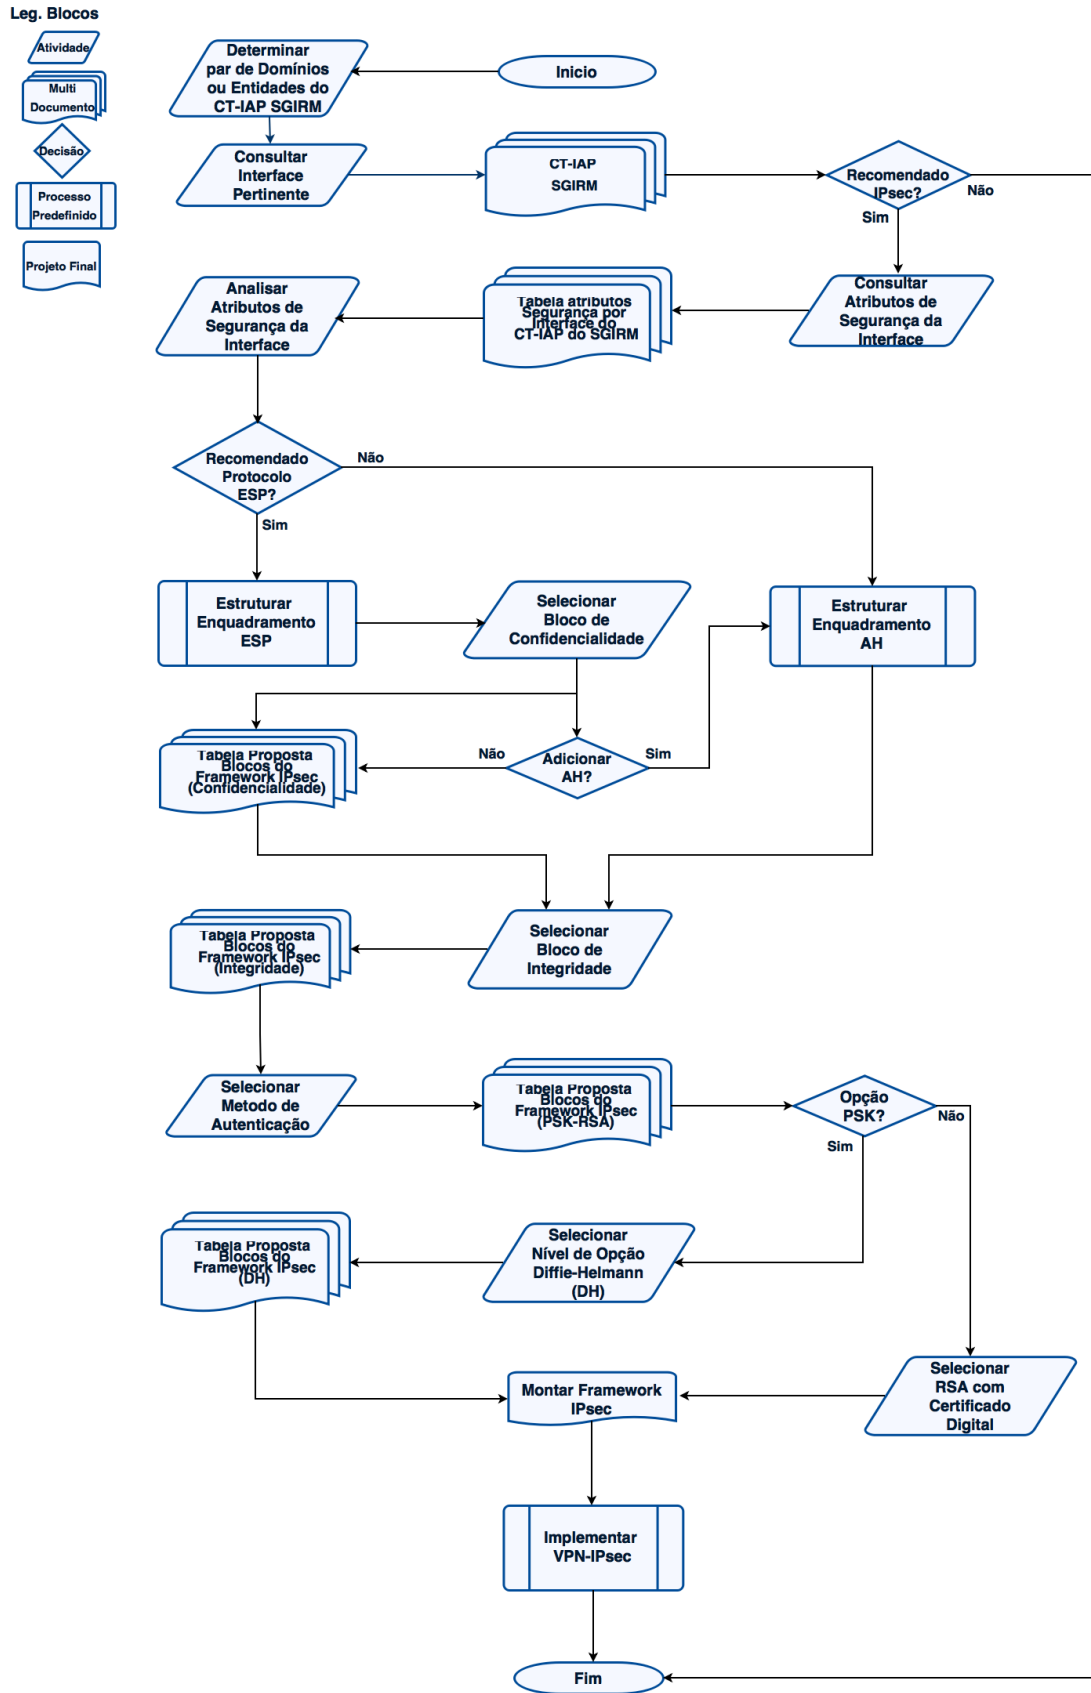 Leg. Blocos
Atividade
Multi
Documento
Decisão
Processo
Predefinido
Projeto Final
Determinar
par de Domínios
ou Entidades do
CT-IAP SGIRM
Inicio
Consultar
Interface
Pertinente
CT-IAP
SGIRM
Recomendado
IPsec?
Não
Sim
Analisar
Atributos de
Segurança da
Interface
Tabela atributos
Segurança por
Interface do
CT-IAP do SGIRM
Consultar
Atributos de
Segurança da
Interface
Recomendado
Protocolo
ESP?
Não
Sim
Estruturar
Enquadramento
ESP
Selecionar
Bloco de
Confidencialidade
Estruturar
Enquadramento
AH
Tabela Proposta
Blocos do
Framework IPsec
(Confidencialidade)
Não
Adicionar
AH?
Sim
Tabela Proposta
Blocos do
Framework IPsec
(Integridade)
Selecionar
Bloco de
Integridade
Selecionar
Metodo de
Autenticação
Tabela Proposta
Blocos do
Framework IPsec
(PSK-RSA)
Opção
PSK?
Não
Sim
Tabela Proposta
Blocos do
Framework IPsec
(DH)
Selecionar
Nível de Opção
Diffie-Helmann
(DH)
Montar Framework
IPsec
Selecionar
RSA com
Certificado
Digital
Implementar
VPN-IPsec
Fim